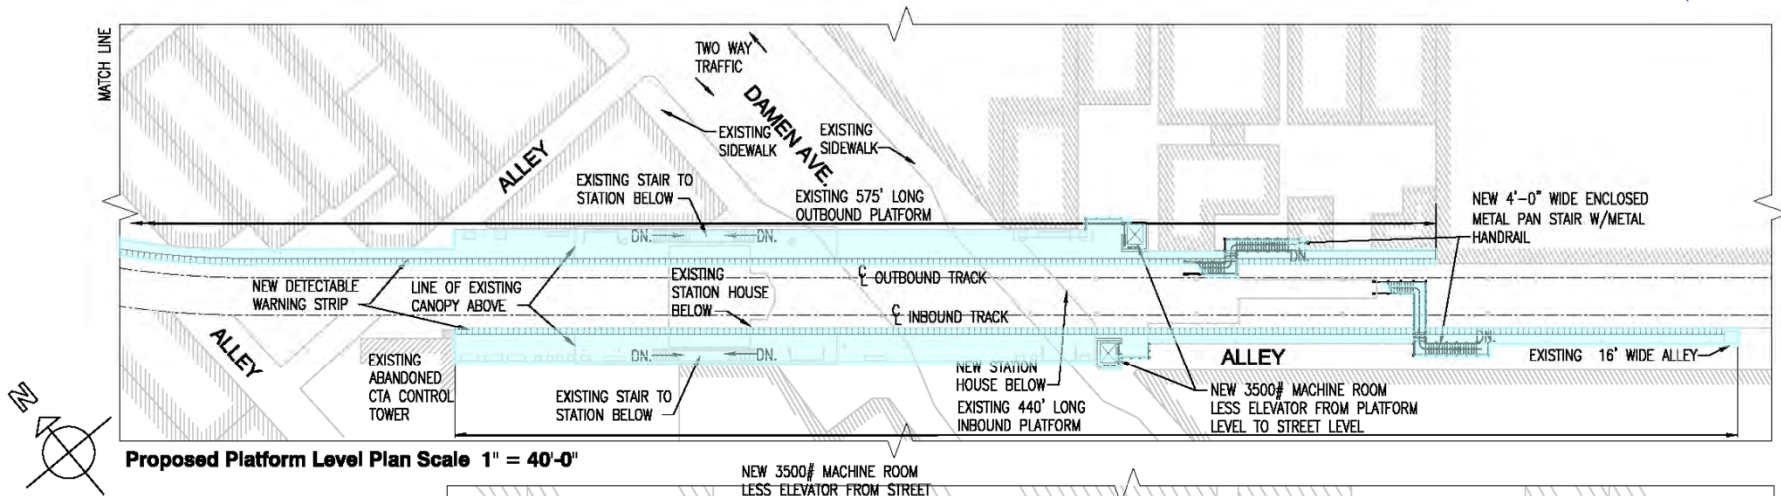 MATCH LINE
TWO WAY
TRAFFIC
DAMEN AVE.
EXISTING
SIDEWALK
EXISTING
SIDEWALK
ALLEY
EXISTING STAIR TO
STATION BELOW
EXISTING 575' LONG
OUTBOUND PLATFORM
NEW 4'-0" WIDE ENCLOSED
METAL PAN STAIR W/METAL
HANDRAIL
DN.
DN.
DN.
NEW DETECTABLE
WARNING STRIP
LINE OF EXISTING
CANOPY ABOVE
EXISTING
STATION HOUSE
BELOW
CL OUTBOUND TRACK
CL INBOUND TRACK
ALLEY
EXISTING
ABANDONED
CTA CONTROL
TOWER
DN.
DN.
DN.
EXISTING STAIR TO
STATION BELOW
NEW STATION
HOUSE BELOW
EXISTING 440' LONG
INBOUND PLATFORM
ALLEY
EXISTING 16' WIDE ALLEY
NEW 3500# MACHINE ROOM
LESS ELEVATOR FROM PLATFORM
LEVEL TO STREET LEVEL
N
Proposed Platform Level Plan Scale 1" = 40'-0"
NEW 3500# MACHINE ROOM
LESS ELEVATOR FROM STREET